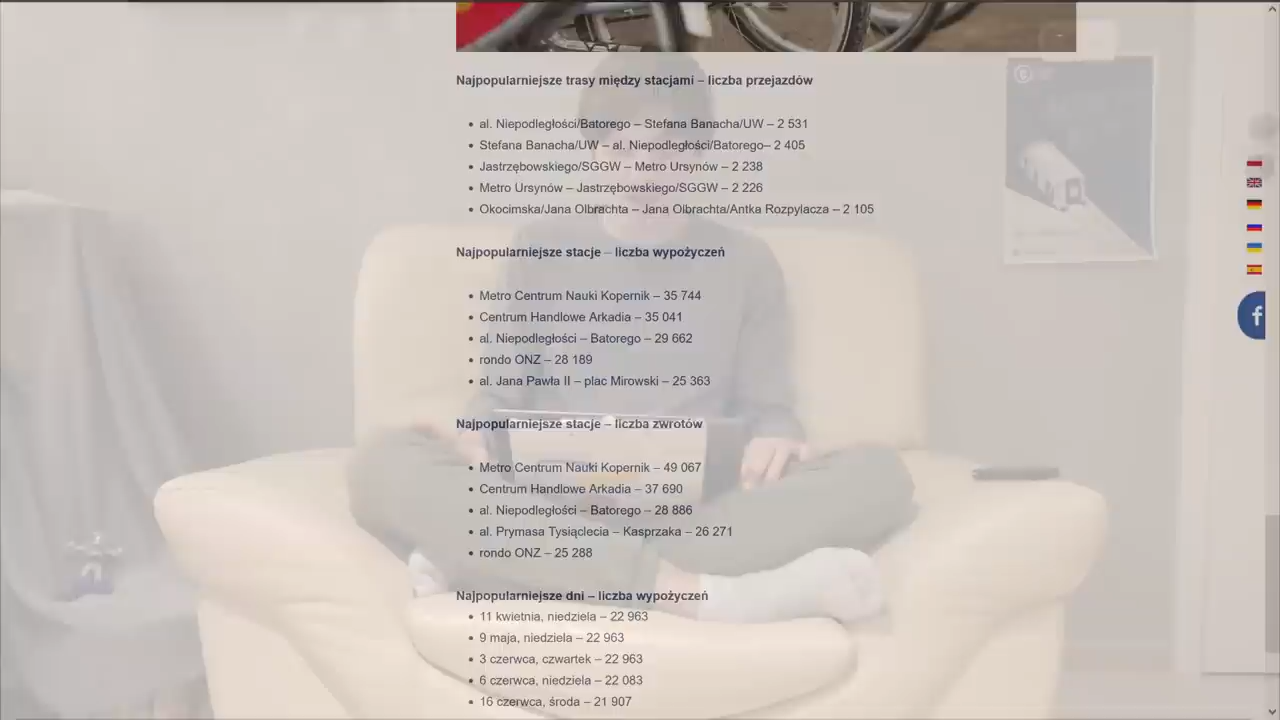 Najpopularniejsze trasy między stacjami – liczba przejazdów
al. Niepodległości/Batorego – Stefana Banacha/UW – 2 531
Stefana Banacha/UW – al. Niepodległości/Batorego– 2 405
Jastrzębowskiego/SGGW – Metro Ursynów – 2 238
Metro Ursynów – Jastrzębowskiego/SGGW – 2 226
Okocimska/Jana Olbrachta – Jana Olbrachta/Antka Rozpylacza – 2 105
Najpopularniejsze stacje – liczba wypożyczeń
Metro Centrum Nauki Kopernik – 35 744
Centrum Handlowe Arkadia – 35 041
al. Niepodległości – Batorego – 29 662
rondo ONZ – 28 189
al. Jana Pawła II – plac Mirowski – 25 363
Najpopularniejsze stacje – liczba zwrotów
Metro Centrum Nauki Kopernik – 49 067
Centrum Handlowe Arkadia – 37 690
al. Niepodległości – Batorego – 28 886
al. Prymasa Tysiąclecia – Kasprzaka – 26 271
rondo ONZ – 25 288
Najpopularniejsze dni – liczba wypożyczeń
11 kwietnia, niedziela – 22 963
9 maja, niedziela – 22 963
3 czerwca, czwartek – 22 963
6 czerwca, niedziela – 22 083
16 czerwca, środa – 21 907